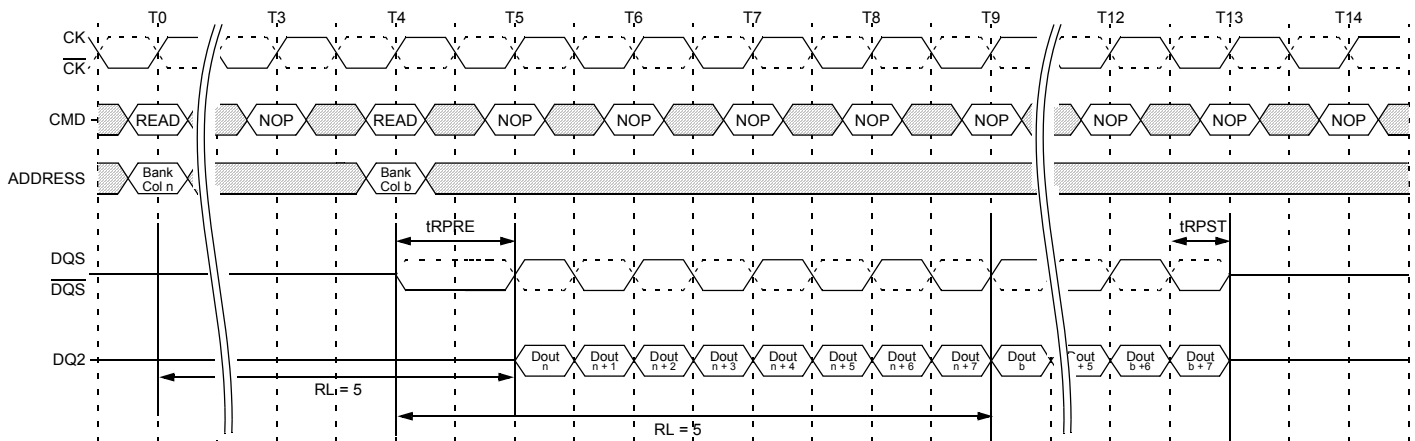 T0 T3 T4 T5 T6 T7 T8 T9 T12 T13 T14
CK
CK
CMD READ NOP READ NOP NOP NOP NOP NOP NOP NOP NOP
ADDRESS Bank Col n Bank Col b
tRPRE tRPST
DQS
DQS
DQ2 Dout n Dout n + 1 Dout n + 2 Dout n + 3 Dout n + 4 Dout n + 5 Dout n + 6 Dout n + 7 Dout b Dout + 5 Dout b +6 Dout b + 7
RL = 5
RL = 5